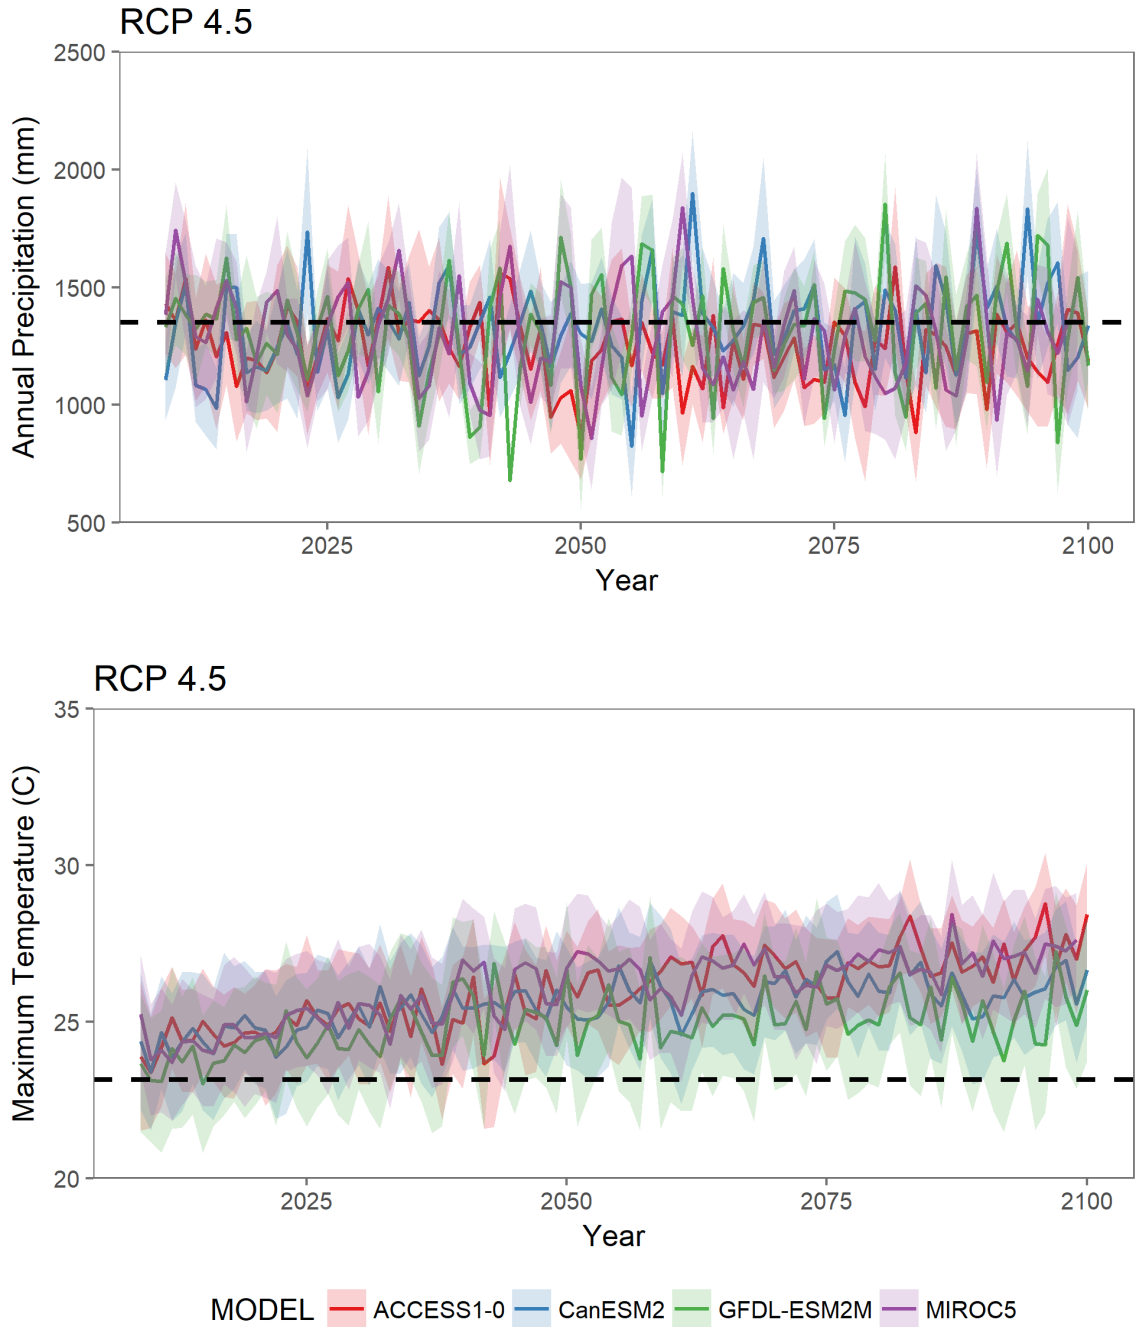 RCP 4.5
2500
2000
1500
1000
500
Annual Precipitation (mm)
2025 2050 2075 2100
Year
RCP 4.5
35
30
25
20
Maximum Temperature (C)
2025 2050 2075 2100
Year
MODEL ACCESS1-0 CanESM2 GFDL-ESM2M MIROC5